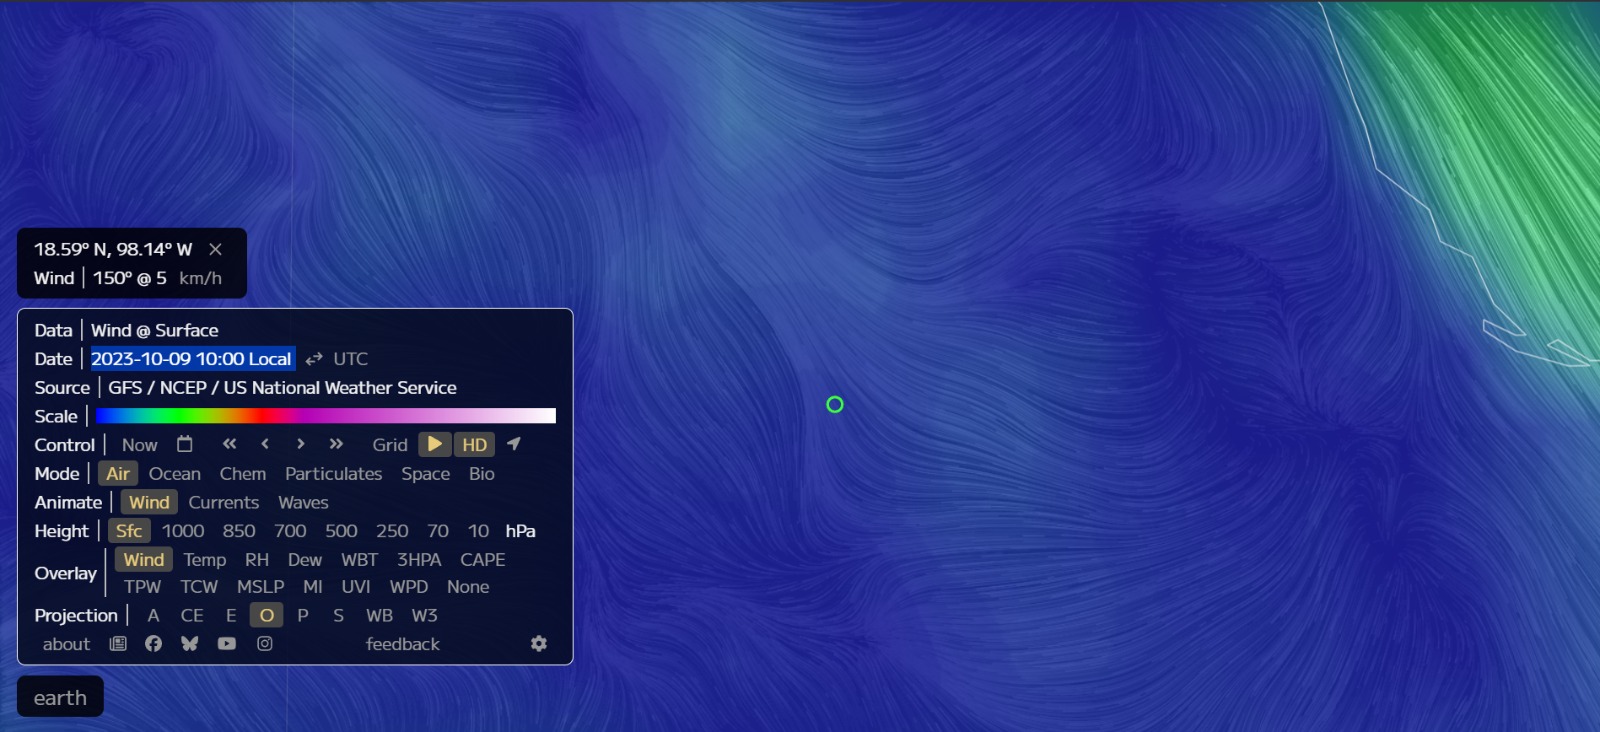 18.59° N, 98.14° W ×
Wind | 150° @ 5 km/h
Data | Wind @ Surface
Date | 2023-10-09 10:00 Local ⇄ UTC
Source | GFS / NCEP / US National Weather Service
Scale |
Control | Now « ‹ › » Grid HD
Mode | Air Ocean Chem Particulates Space Bio
Animate | Wind Currents Waves
Height | Sfc 1000 850 700 500 250 70 10 hPa
Overlay | Wind Temp RH Dew WBT 3HPA CAPE
TPW TCW MSLP MI UVI WPD None
Projection | A CE E O P S WB W3
about feedback
earth